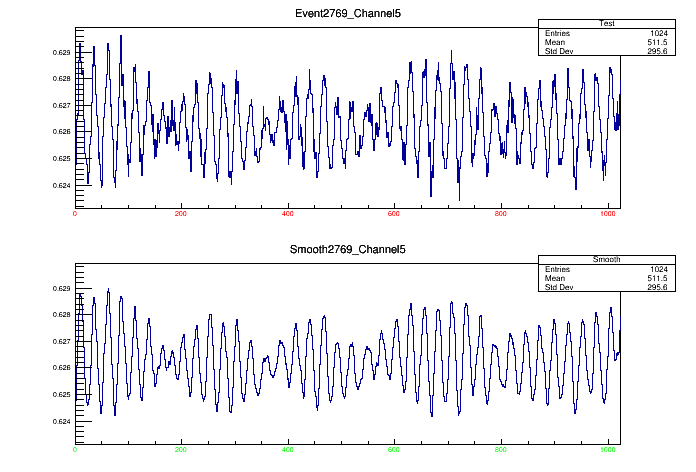 Event2769_Channel5
Test
Entries 1024
Mean 511.5
Std Dev 295.6
0.629
0.628
0.627
0.626
0.625
0.624
0 200 400 600 800 1000
Smooth2769_Channel5
Smooth
Entries 1024
Mean 511.5
Std Dev 295.6
0.629
0.628
0.627
0.626
0.625
0.624
0 200 400 600 800 1000